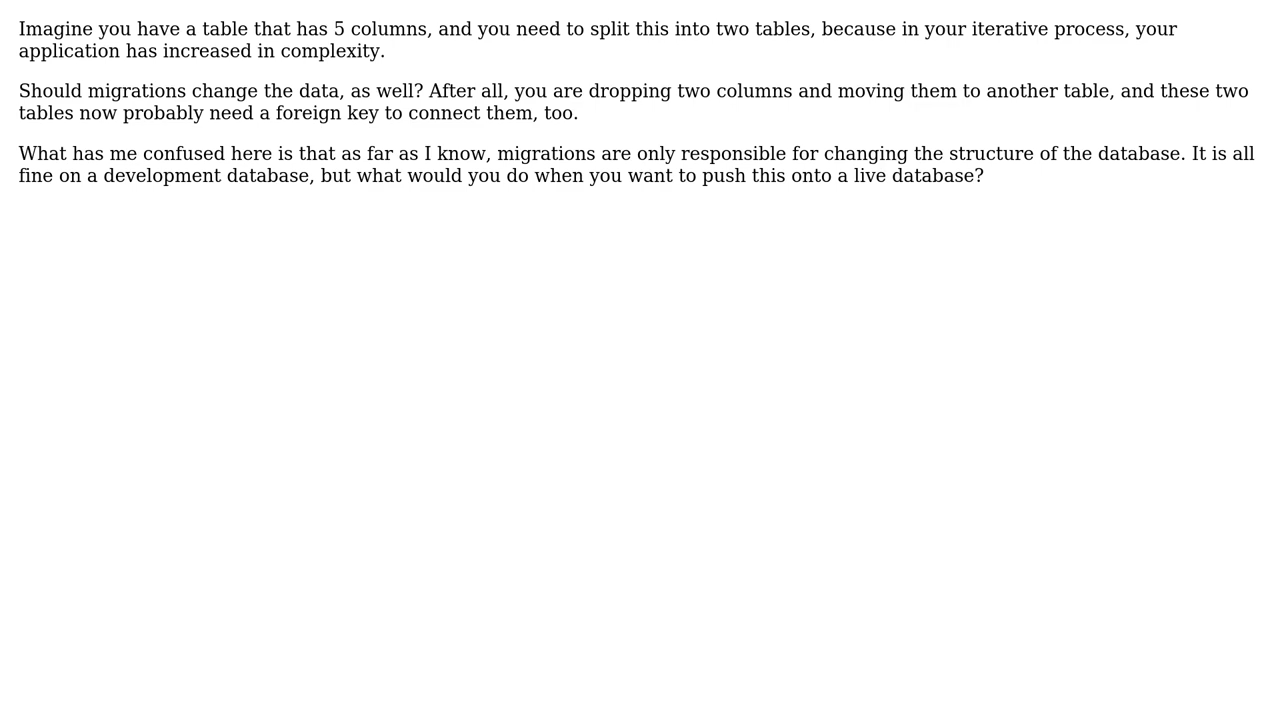 Imagine you have a table that has 5 columns, and you need to split this into two tables, because in your iterative process, your
application has increased in complexity.
Should migrations change the data, as well? After all, you are dropping two columns and moving them to another table, and these two
tables now probably need a foreign key to connect them, too.
What has me confused here is that as far as I know, migrations are only responsible for changing the structure of the database. It is all
fine on a development database, but what would you do when you want to push this onto a live database?